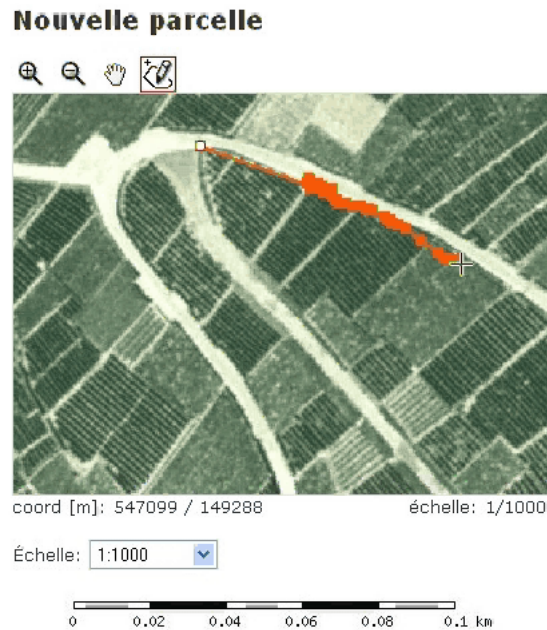 Nouvelle parcelle
coord [m]: 547099 / 149288 échelle: 1/1000
Échelle: 1:1000
0 0.02 0.04 0.06 0.08 0.1 km